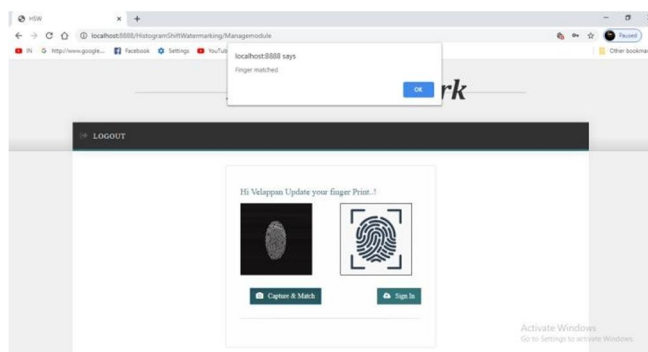 HSW
localhost:8888/HistogramShiftWatermarking/Managemodule
Paused
IN http://www.google... Facebook Settings YouTube Other bookmar
localhost:8888 says
Finger matched
OK
rk
LOGOUT
Hi Velappan Update your finger Print..!
Capture & Match Sign In
Activate Windows
Go to Settings to activate Windows.